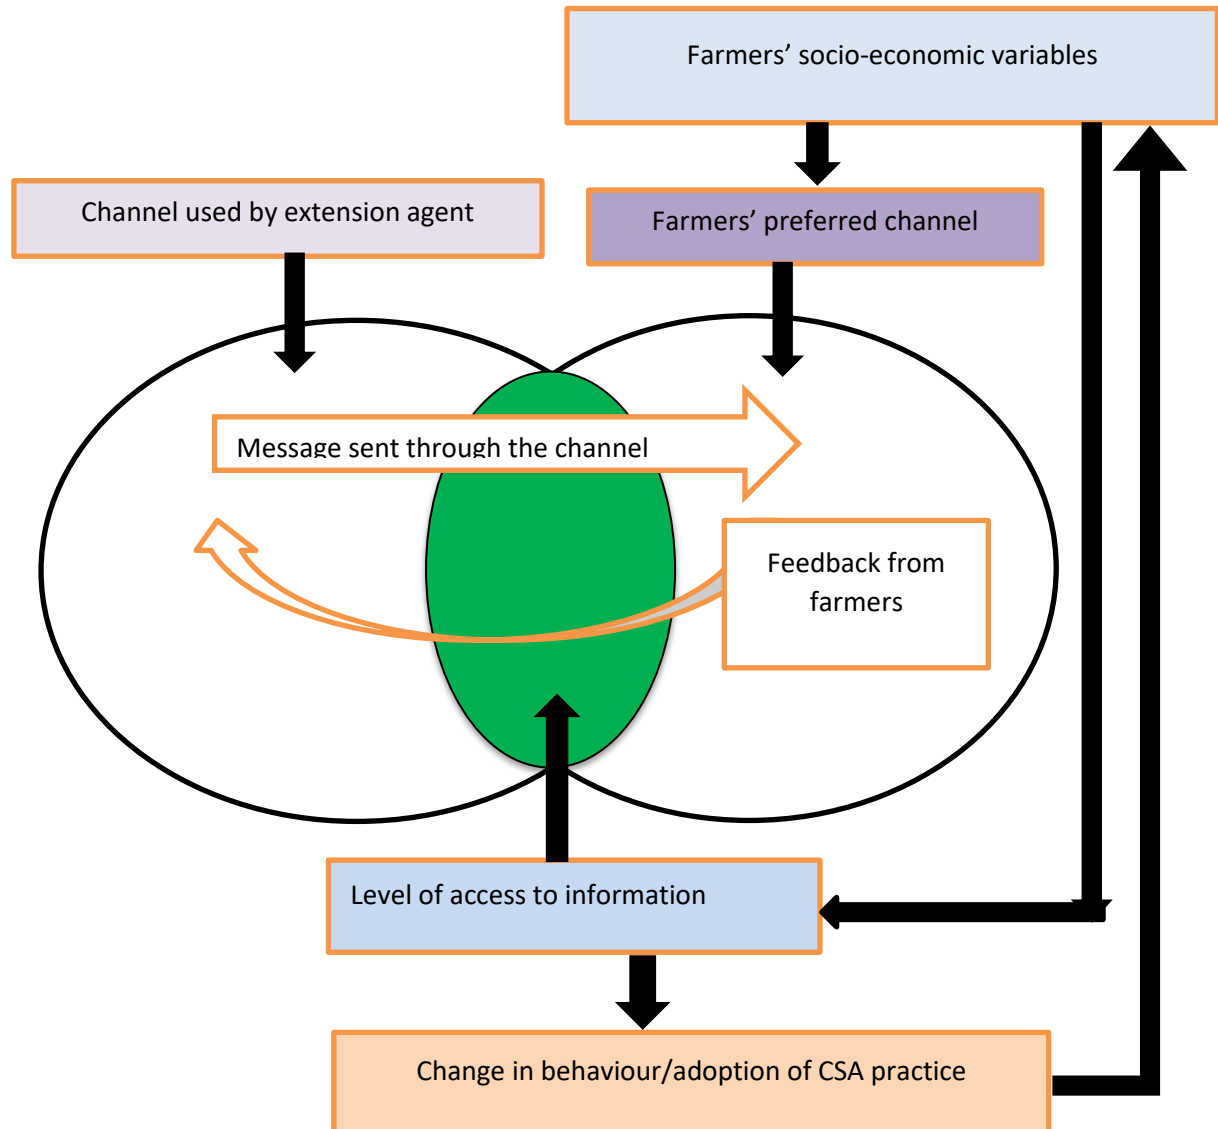 Farmers’ socio-economic variables
Channel used by extension agent
Farmers’ preferred channel
Message sent through the channel
Feedback from
farmers
Level of access to information
Change in behaviour/adoption of CSA practice